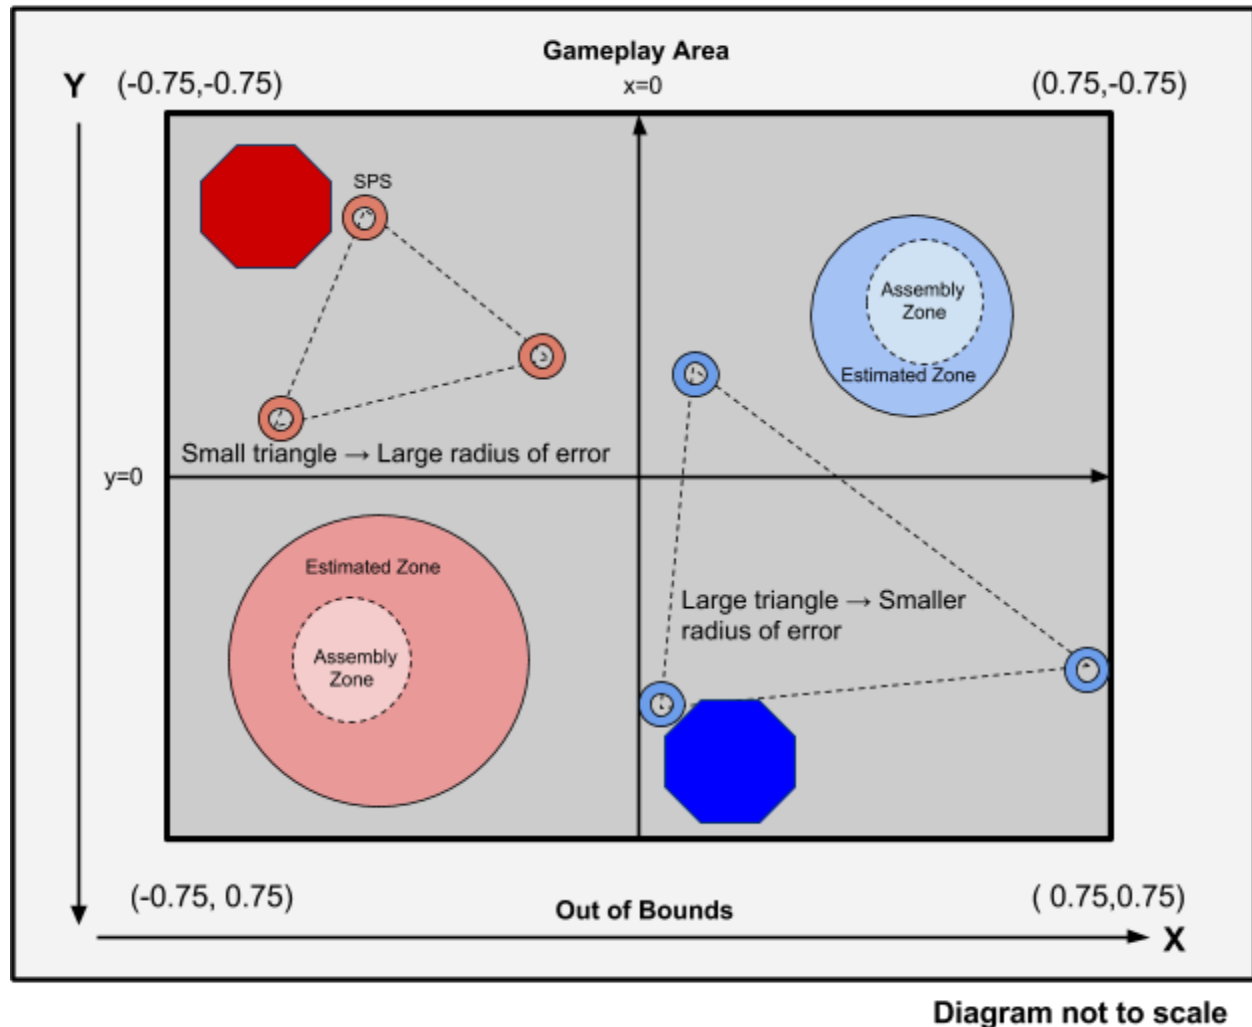 Gameplay Area
Y
(-0.75,-0.75)
x=0
(0.75,-0.75)
SPS
Assembly
Zone
Estimated Zone
Small triangle → Large radius of error
y=0
Estimated Zone
Assembly
Zone
Large triangle → Smaller
radius of error
(-0.75, 0.75)
Out of Bounds
( 0.75,0.75)
X
Diagram not to scale